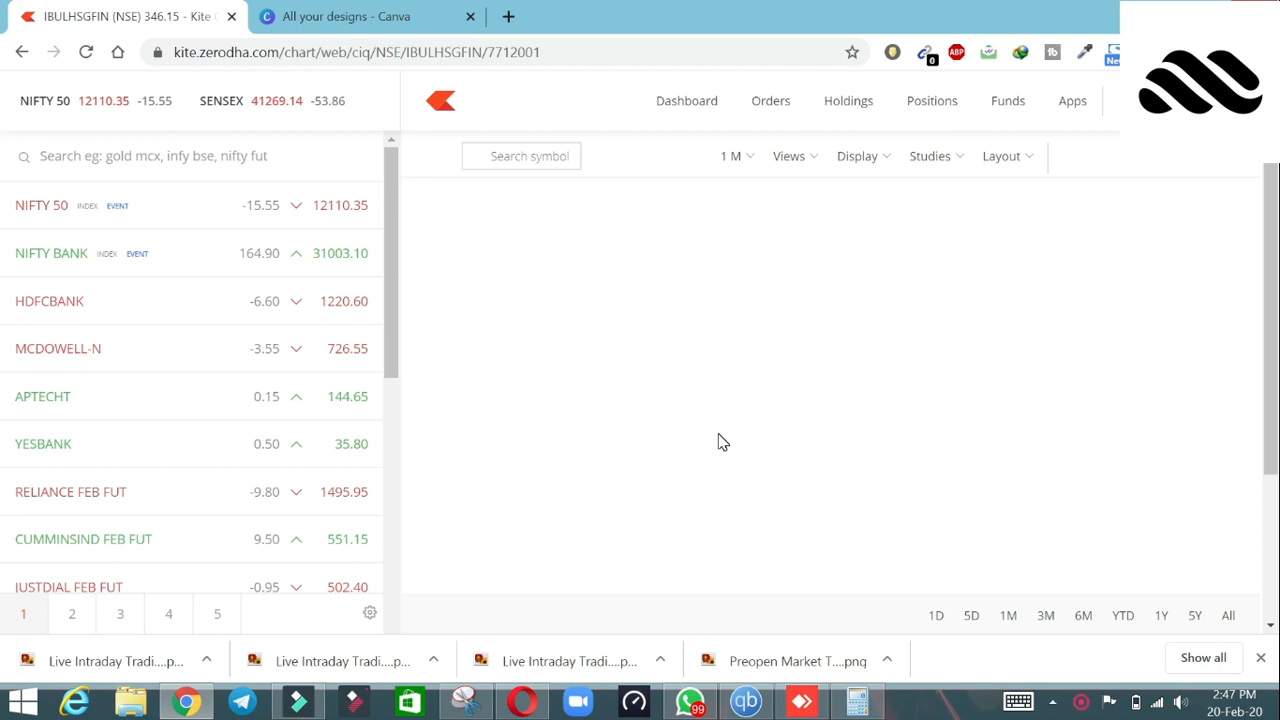 IBULHSGFIN (NSE) 346.15 - Kite
All your designs - Canva
kite.zerodha.com/chart/web/ciq/NSE/IBULHSGFIN/7712001
0
ABP
New
NIFTY 50 12110.35 -15.55 SENSEX 41269.14 -53.86
Dashboard Orders Holdings Positions Funds Apps
Search eg: gold mcx, infy bse, nifty fut
Search symbol 1 M Views Display Studies Layout
NIFTY 50 INDEX EVENT -15.55 12110.35
NIFTY BANK INDEX EVENT 164.90 31003.10
HDFCBANK -6.60 1220.60
MCDOWELL-N -3.55 726.55
APTECHT 0.15 144.65
YESBANK 0.50 35.80
RELIANCE FEB FUT -9.80 1495.95
CUMMINSIND FEB FUT 9.50 551.15
JUSTDIAL FEB FUT -0.95 502.40
1 2 3 4 5
1D 5D 1M 3M 6M YTD 1Y 5Y All
Live Intraday Tradi....p... Live Intraday Tradi....p... Live Intraday Tradi....p... Preopen Market T....png Show all
99
qb
2:47 PM
20-Feb-20